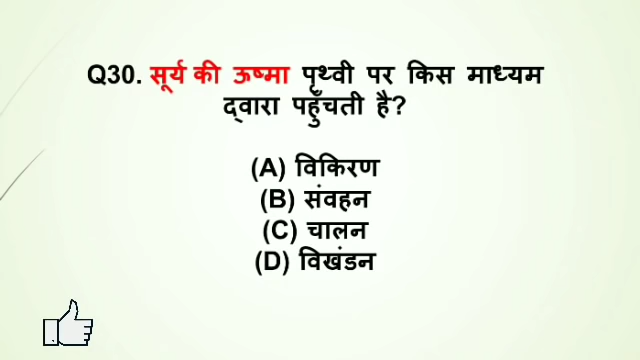 Q30. सूर्य की ऊष्मा पृथ्वी पर किस माध्यम
द्वारा पहुँचती है?
(A) विकिरण
(B) संवहन
(C) चालन
(D) विखंडन